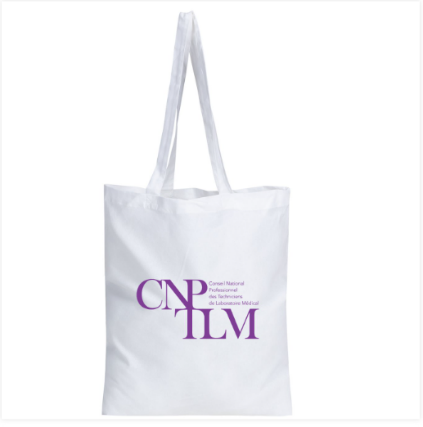 CNP
Conseil National
Professionnel
des Techniciens
de Laboratoire Médical
TLM